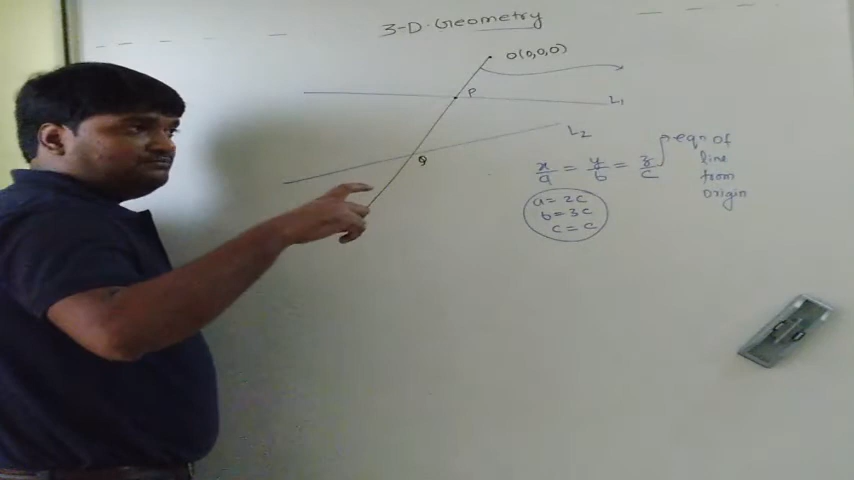 3-D. Geometry
O(0,0,0)
P
L₁
L₂
Q
x/a = y/b = z/c
eqn of
line
from
origin
a = 2c
b = 3c
c = c